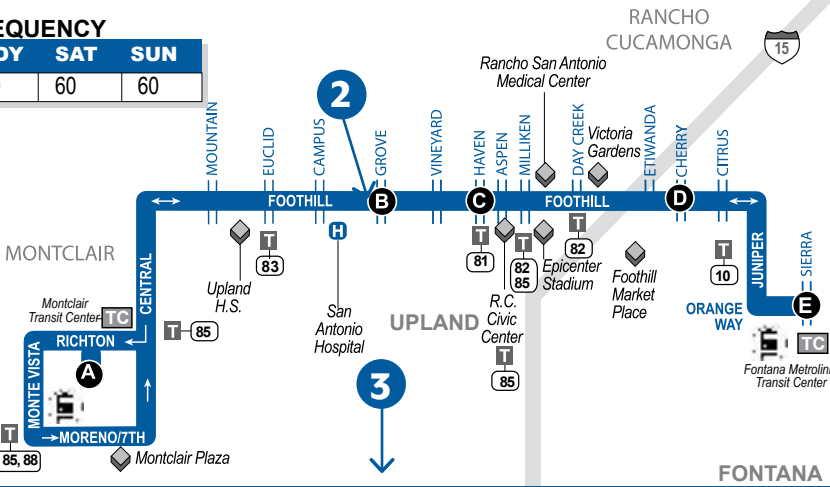 EQUENCY
DY SAT SUN
60 60
RANCHO
CUCAMONGA
15
Rancho San Antonio
Medical Center
2
MOUNTAIN
EUCLID
CAMPUS
GROVE
VINEYARD
HAVEN
ASPEN
MILLIKEN
DAY CREEK
Victoria
Gardens
ETIWANDA
CHERRY
CITRUS
FOOTHILL
B
C
FOOTHILL
D
MONTCLAIR
CENTRAL
Upland
H.S.
T
83
H
San
Antonio
Hospital
T
81
T
82
85
T
82
Epicenter
Stadium
R.C.
Civic
Center
T
85
Foothill
Market
Place
T
10
JUNIPER
SIERRA
ORANGE
WAY
E
TC
Fontana Metrolin
Transit Center
UPLAND
Montclair
Transit Center
TC
RICHTON
T
85
MONTE VISTA
A
3
T
85, 88
MORENO/7TH
Montclair Plaza
FONTANA